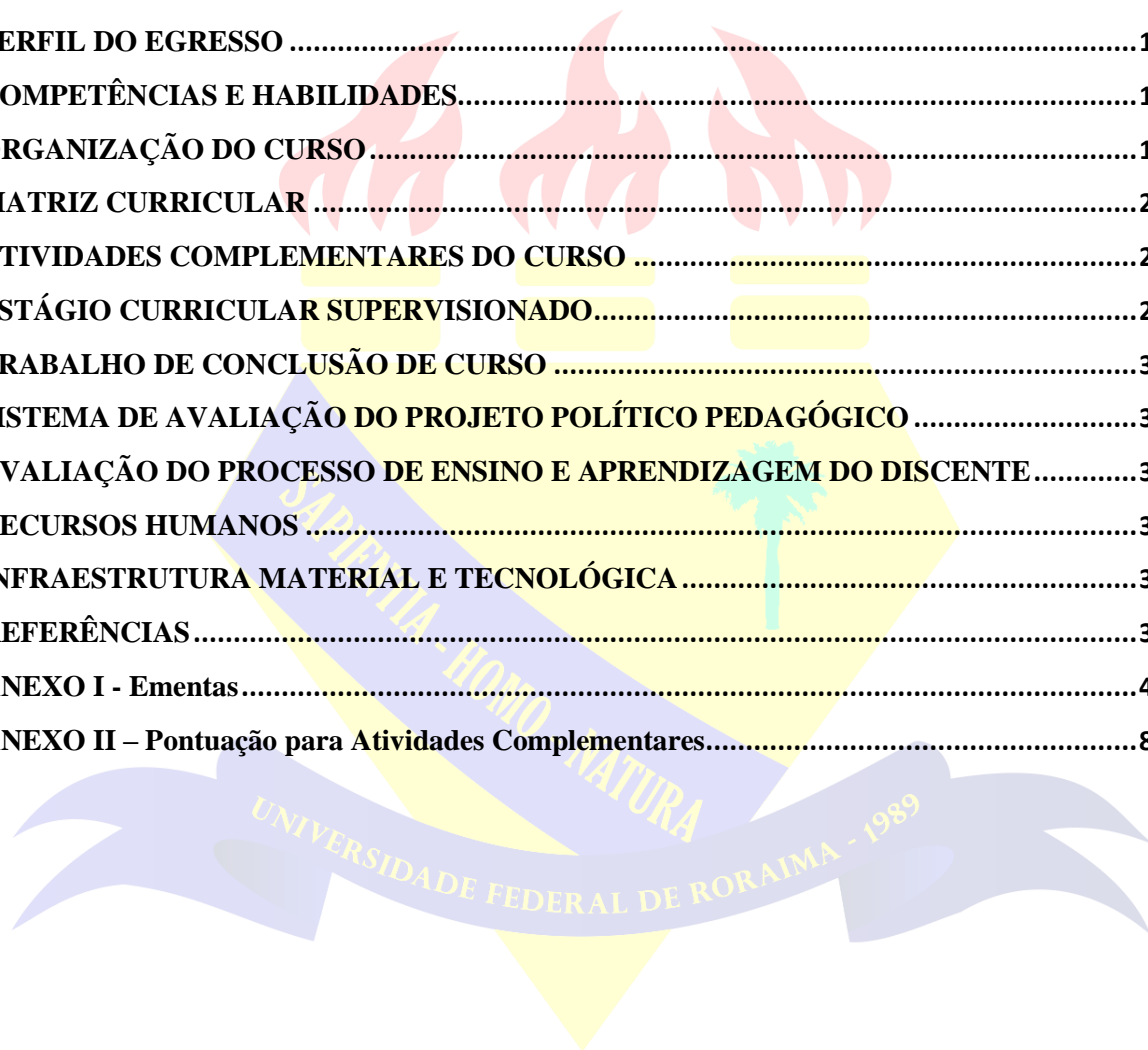 ERFIL DO EGRESSO ........ 1
OMPETÊNCIAS E HABILIDADES ........ 1
RGANIZAÇÃO DO CURSO ........ 1
ATRIZ CURRICULAR ........ 2
TIVIDADES COMPLEMENTARES DO CURSO ........ 2
STÁGIO CURRICULAR SUPERVISIONADO ........ 2
RABALHO DE CONCLUSÃO DE CURSO ........ 3
ISTEMA DE AVALIAÇÃO DO PROJETO POLÍTICO PEDAGÓGICO ........ 3
VALIAÇÃO DO PROCESSO DE ENSINO E APRENDIZAGEM DO DISCENTE ........ 3
ECURSOS HUMANOS ........ 3
NFRAESTRUTURA MATERIAL E TECNOLÓGICA ........ 3
EFERÊNCIAS ........ 3
NEXO I - Ementas ........ 4
NEXO II – Pontuação para Atividades Complementares ........ 8
SAPIENTIA - HOMO - NATURA
UNIVERSIDADE FEDERAL DE RORAIMA - 1989